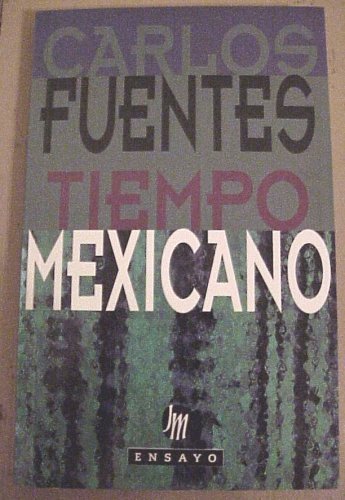 CARLOS
FUENTES
TIEMPO
MEXICANO
JM
ENSAYO